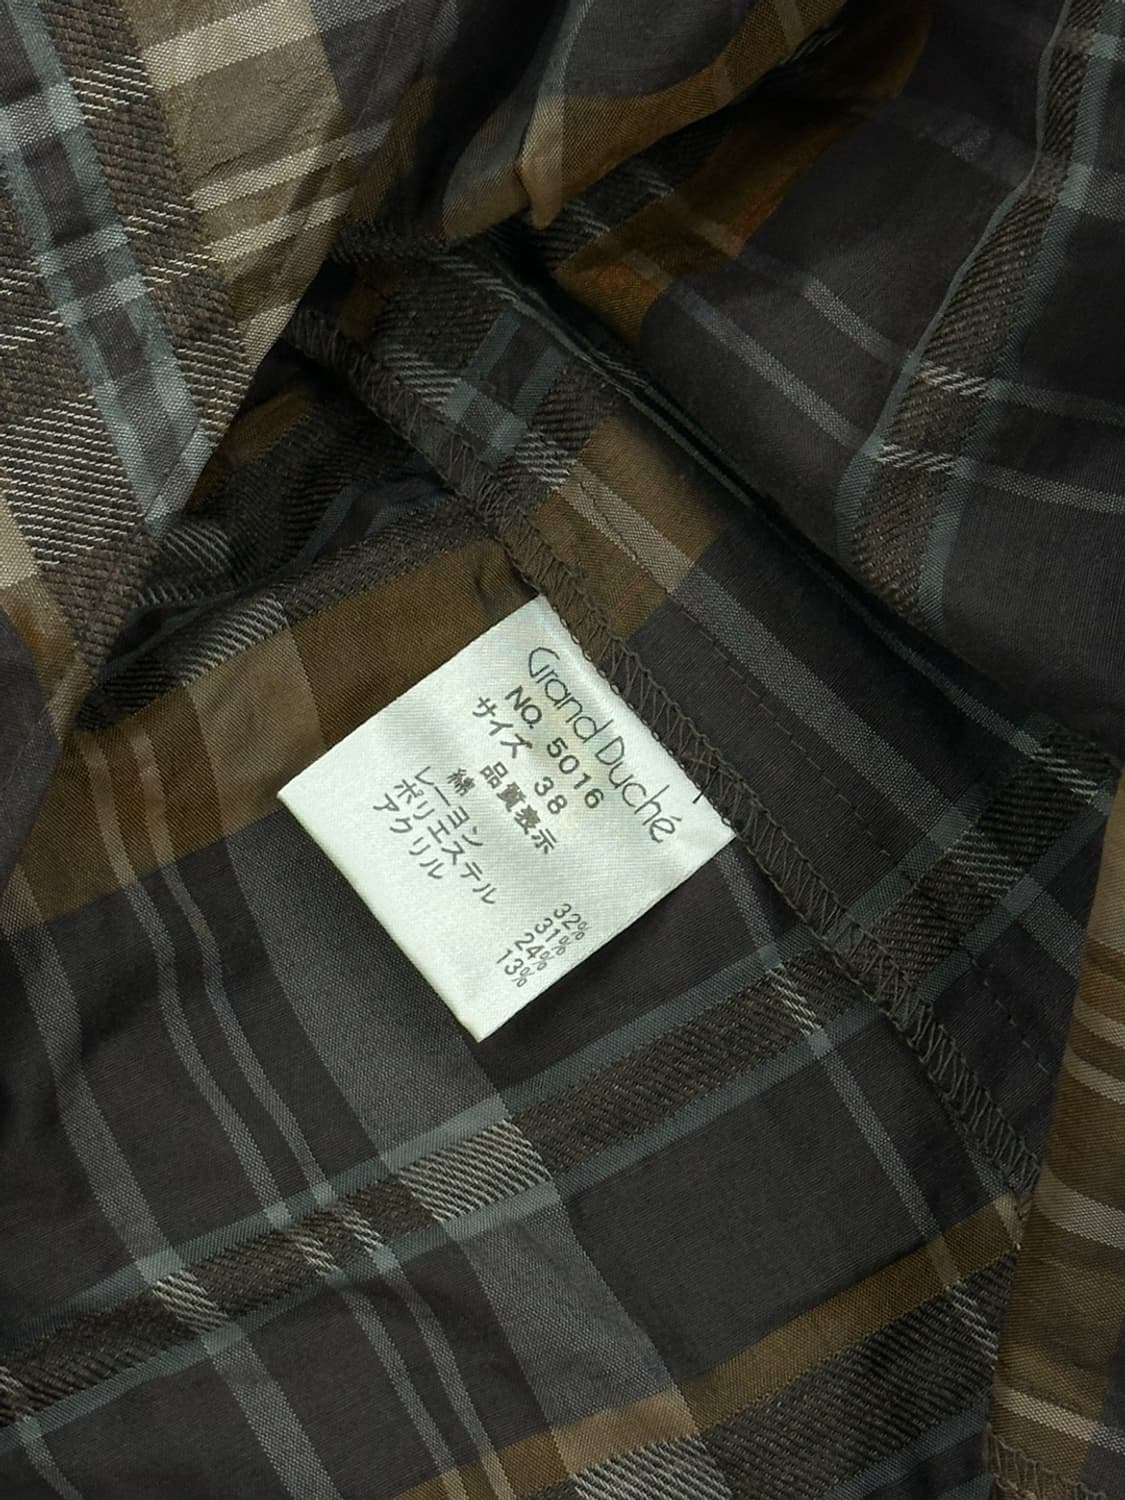 Grand Duché
NO. 5016
サイズ 38
品質表示
綿 32%
レーヨン 31%
ポリエステル 24%
アクリル 13%